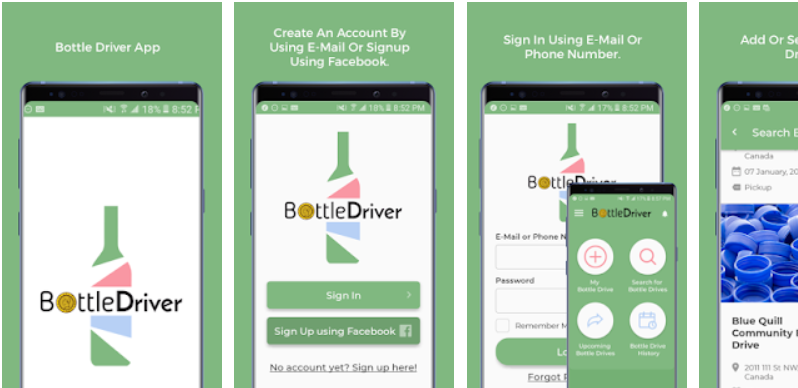 Bottle Driver App
18% 8:52 P
BottleDriver
Create An Account By
Using E-Mail Or Signup
Using Facebook.
18% 8:52 PM
BottleDriver
Sign In
Sign Up using Facebook
No account yet? Sign up here!
Sign In Using E-Mail Or
Phone Number.
17% 8:52 PM
BottleDriver
E-Mail or Phone N
Password
Remember M
Lo
Forgot P
BottleDriver
My
Bottle Drive
Search for
Bottle Drives
Upcoming
Bottle Drives
Bottle Drive
History
Add Or Se
Dr
Search B
Canada
07 January, 20
Pickup
Blue Quill
Community
Drive
2011 111 St NW
Canada